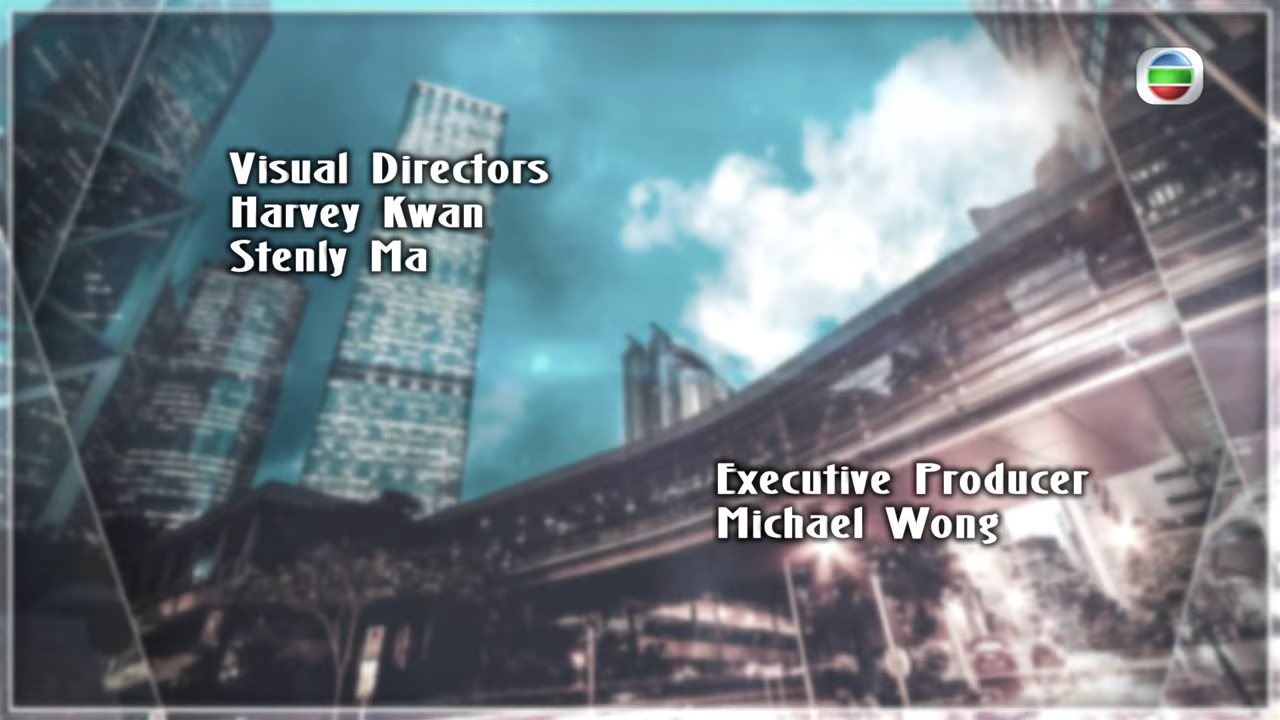 Visual Directors
Harvey Kwan
Stenly Ma
Executive Producer
Michael Wong